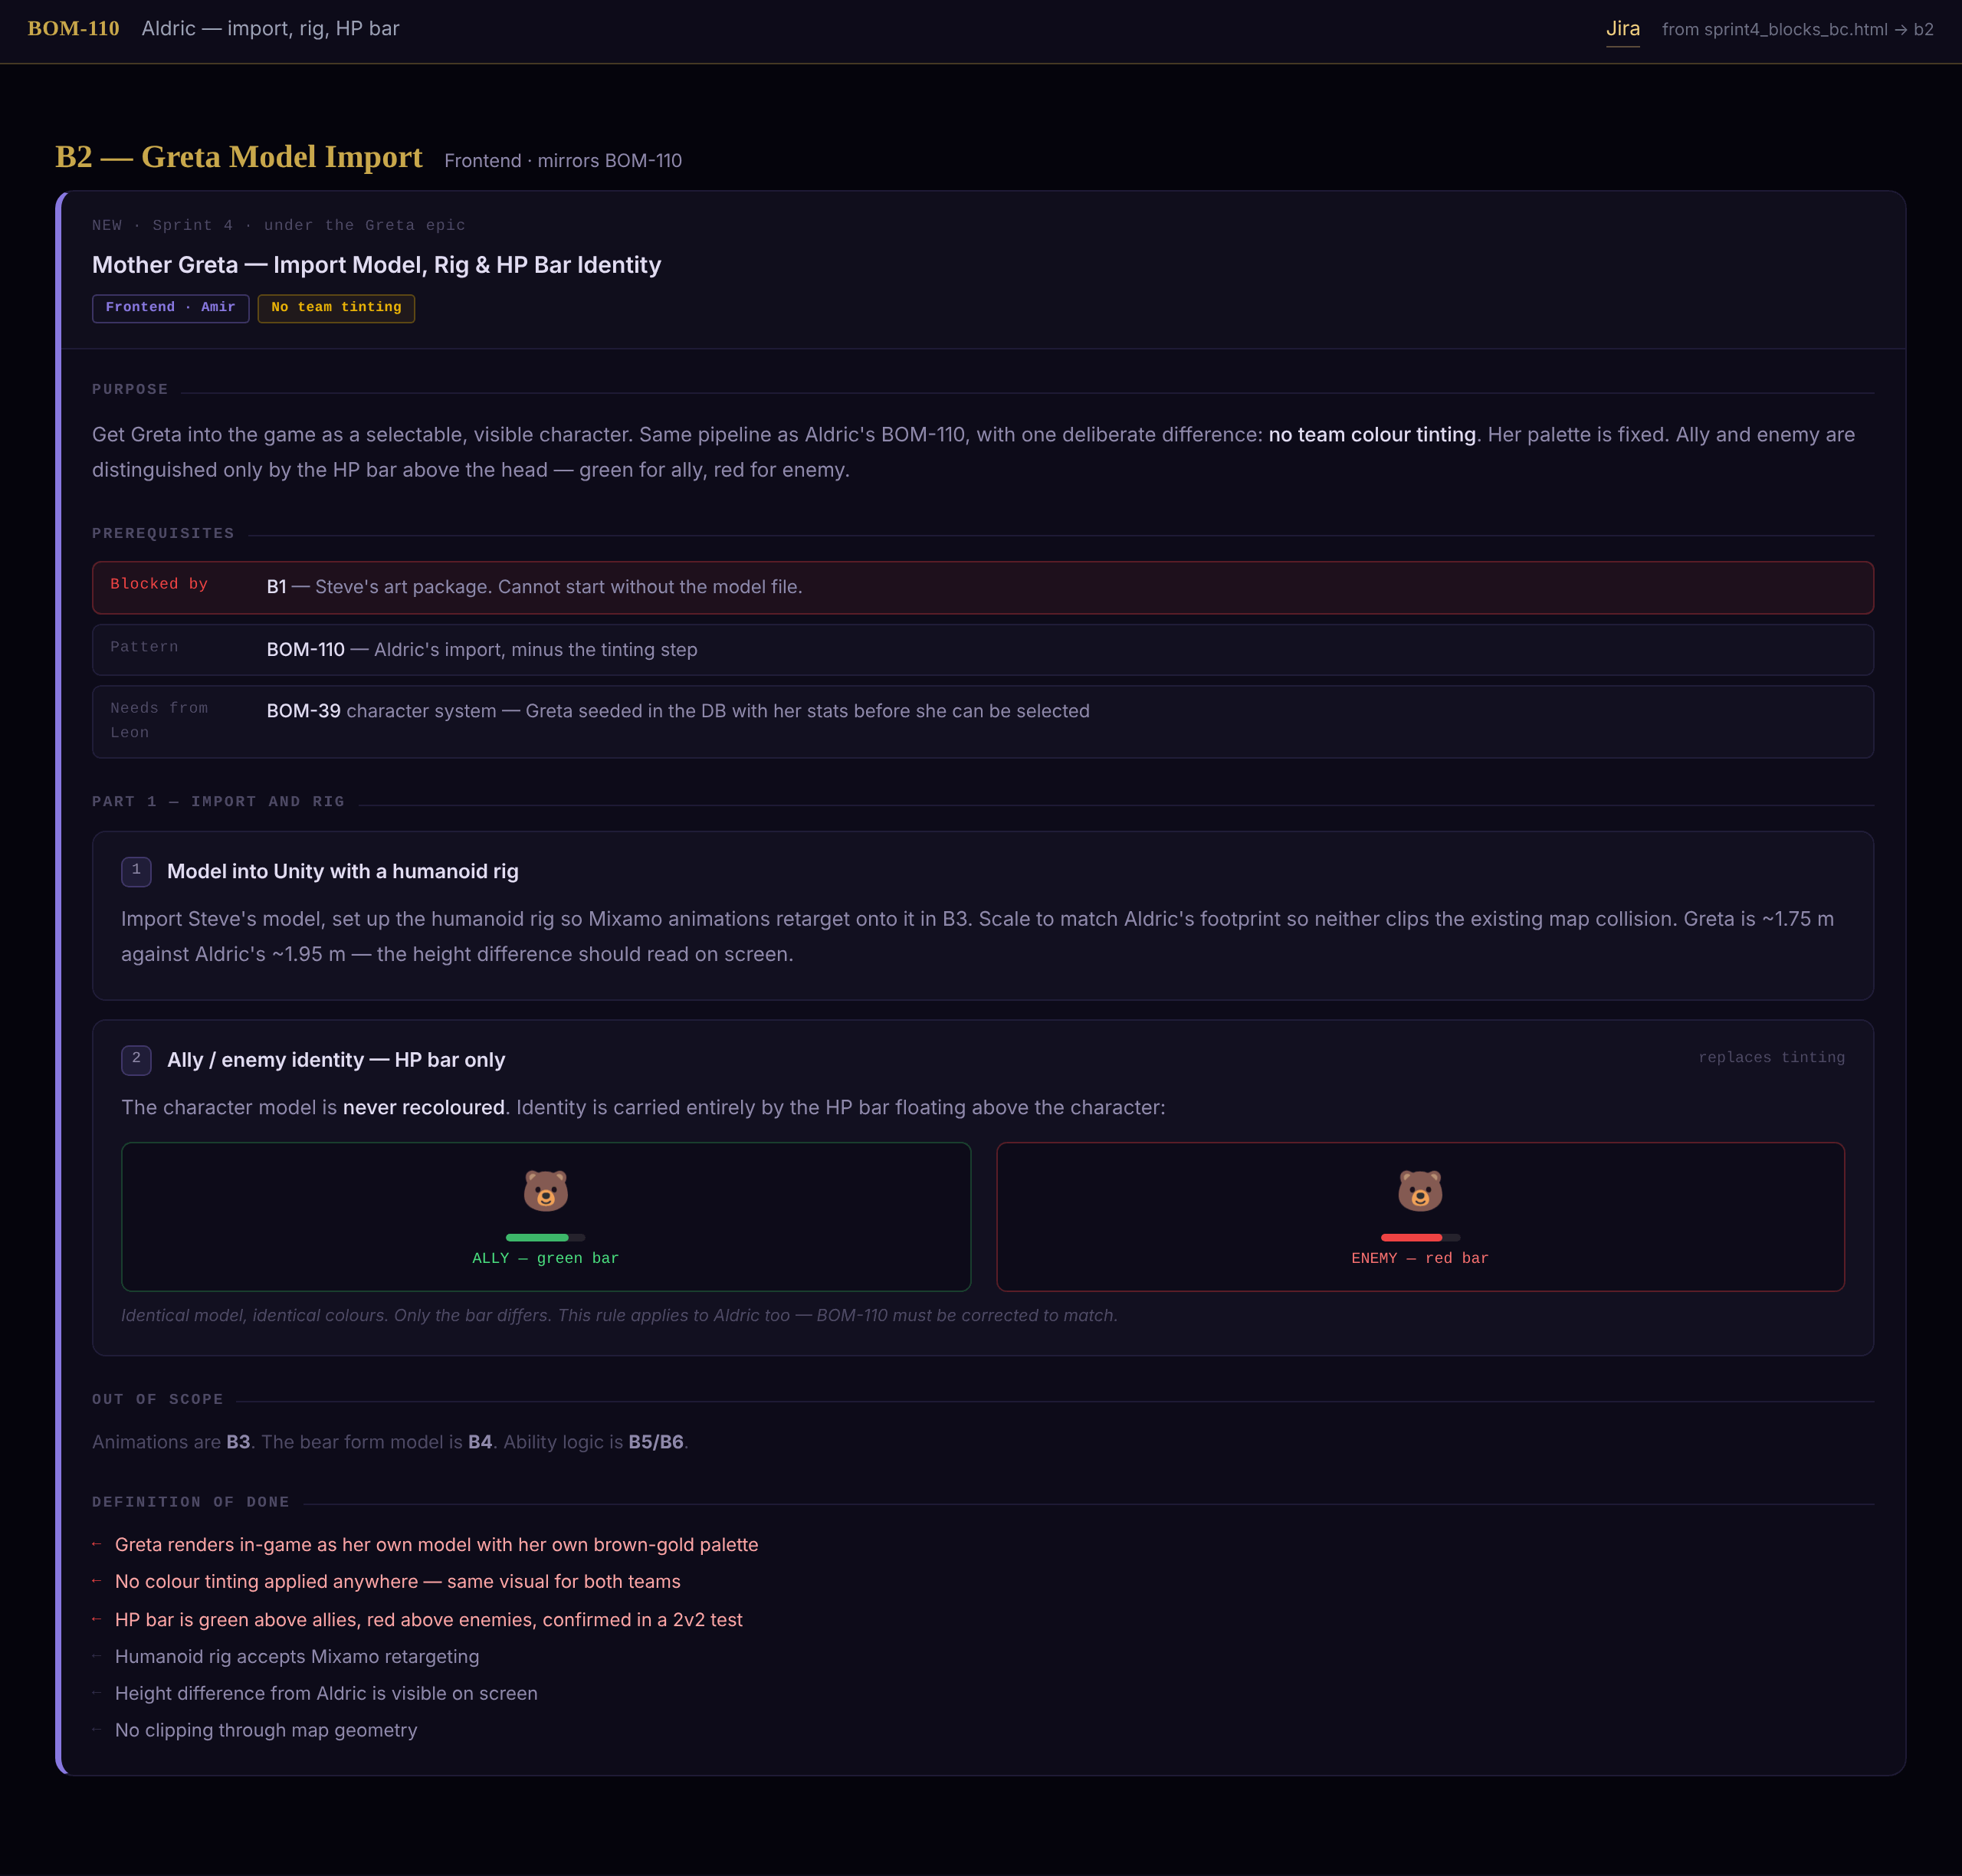 BOM-110 Aldric — import, rig, HP bar
Jira from sprint4_blocks_bc.html → b2
B2 — Greta Model Import Frontend · mirrors BOM-110
NEW · Sprint 4 · under the Greta epic
Mother Greta — Import Model, Rig & HP Bar Identity
Frontend · Amir No team tinting
PURPOSE
Get Greta into the game as a selectable, visible character. Same pipeline as Aldric's BOM-110, with one deliberate difference: no team colour tinting. Her palette is fixed. Ally and enemy are
distinguished only by the HP bar above the head — green for ally, red for enemy.
PREREQUISITES
Blocked by B1 — Steve's art package. Cannot start without the model file.
Pattern BOM-110 — Aldric's import, minus the tinting step
Needs from
Leon
BOM-39 character system — Greta seeded in the DB with her stats before she can be selected
PART 1 — IMPORT AND RIG
1 Model into Unity with a humanoid rig
Import Steve's model, set up the humanoid rig so Mixamo animations retarget onto it in B3. Scale to match Aldric's footprint so neither clips the existing map collision. Greta is ~1.75 m
against Aldric's ~1.95 m — the height difference should read on screen.
2 Ally / enemy identity — HP bar only replaces tinting
The character model is never recoloured. Identity is carried entirely by the HP bar floating above the character:
ALLY — green bar
ENEMY — red bar
Identical model, identical colours. Only the bar differs. This rule applies to Aldric too — BOM-110 must be corrected to match.
OUT OF SCOPE
Animations are B3. The bear form model is B4. Ability logic is B5/B6.
DEFINITION OF DONE
← Greta renders in-game as her own model with her own brown-gold palette
← No colour tinting applied anywhere — same visual for both teams
← HP bar is green above allies, red above enemies, confirmed in a 2v2 test
← Humanoid rig accepts Mixamo retargeting
← Height difference from Aldric is visible on screen
← No clipping through map geometry